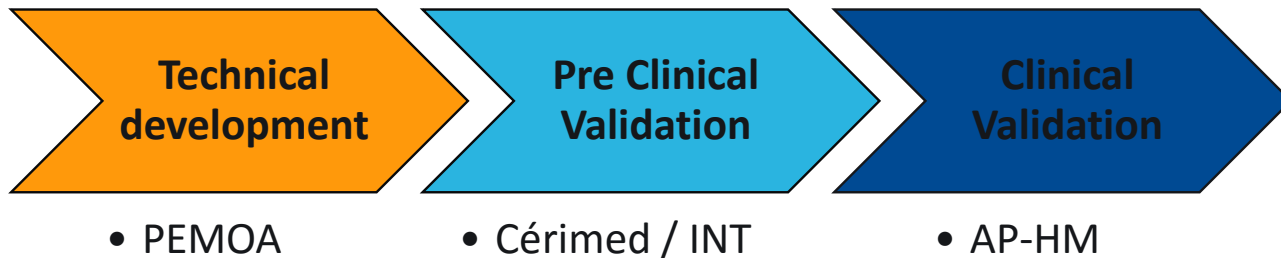 Technical
development
Pre Clinical
Validation
Clinical
Validation
• PEMOA
• Cérimed / INT
• AP-HM